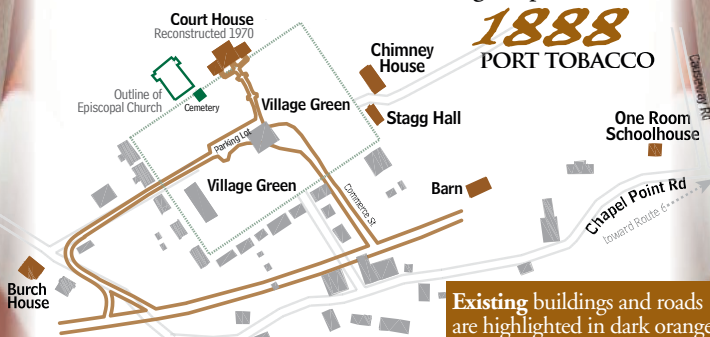 1888
PORT TOBACCO
Court House
Reconstructed 1970
Chimney
House
Causeway Rd
Outline of
Episcopal Church
Cemetery
Village Green
Stagg Hall
One Room
Schoolhouse
Parking Lot
Village Green
Commerce St.
Barn
Chapel Point Rd
toward Route 6
Burch
House
Existing buildings and roads
are highlighted in dark orange